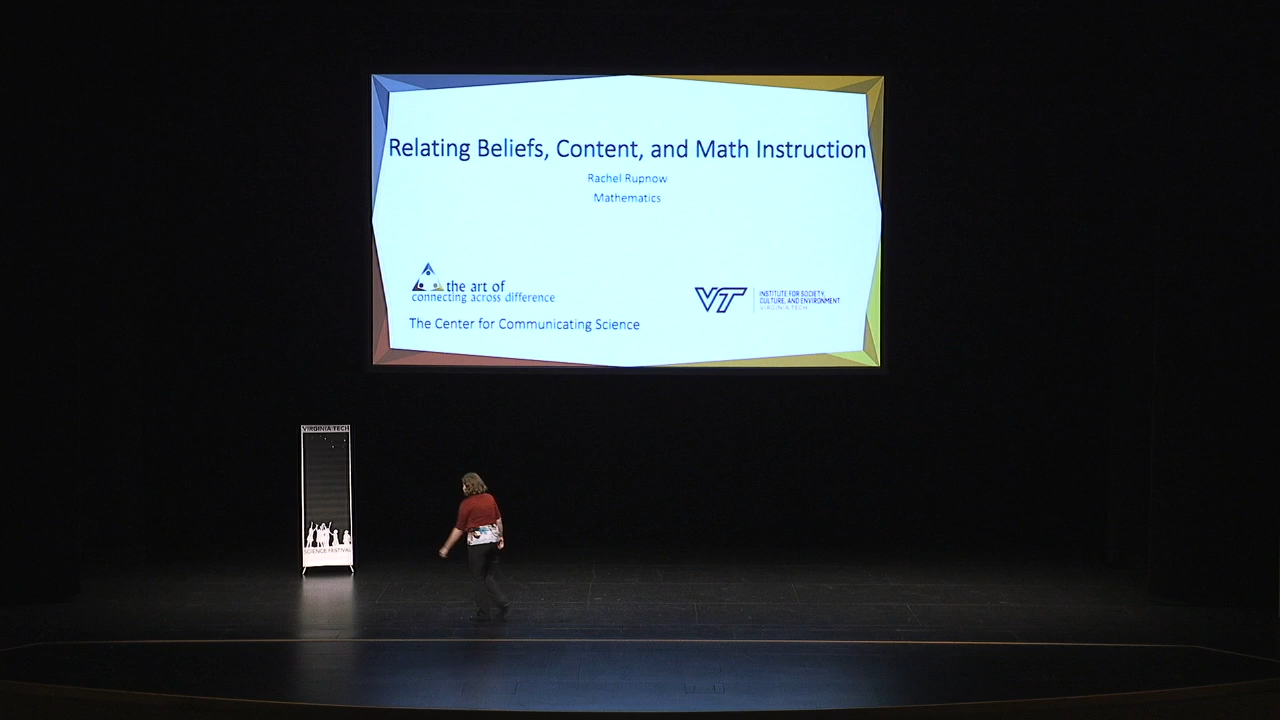 Relating Beliefs, Content, and Math Instruction
Rachel Rupnow
Mathematics
the art of
connecting across difference
The Center for Communicating Science
VT
INSTITUTE FOR SOCIETY,
CULTURE, AND ENVIRONMENT
VIRGINIA TECH
VIRGINIA TECH
SCIENCE FESTIVAL